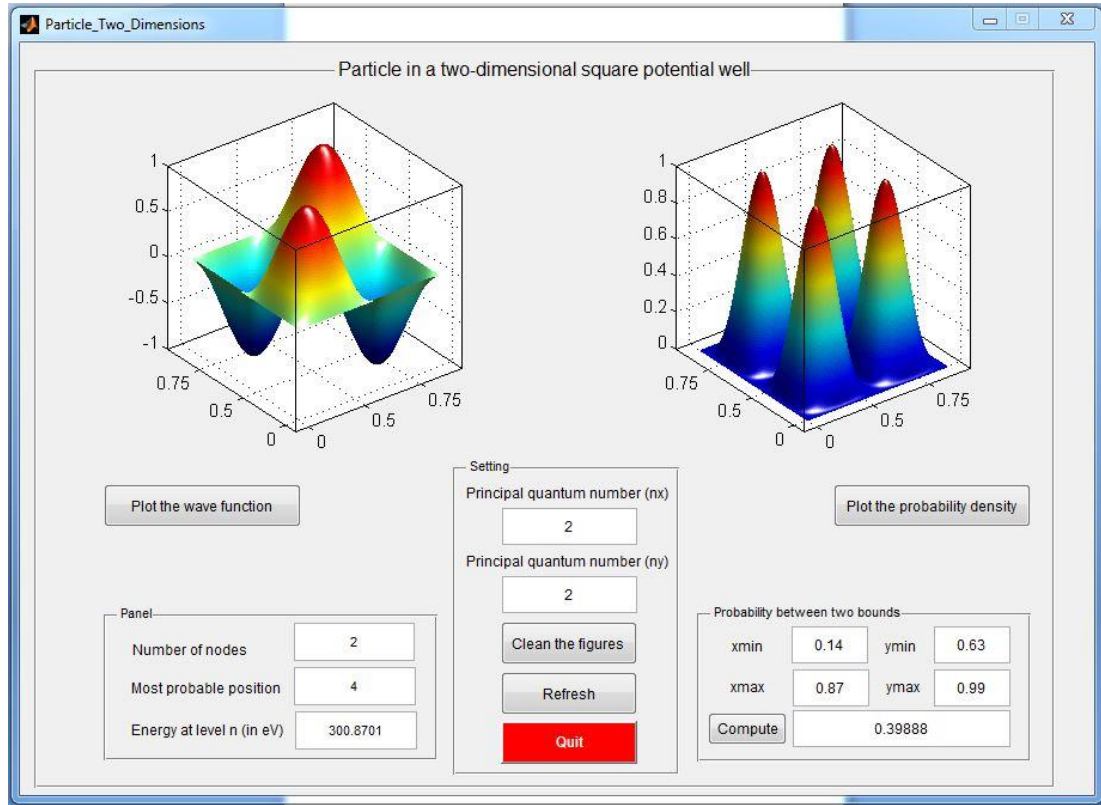 Particle_Two_Dimensions
Particle in a two-dimensional square potential well
1
0.5
0
-0.5
-1
0.75
0.5
0
0
0.5
0.75
1
0.8
0.6
0.4
0.2
0
0.75
0.5
0
0
0.5
0.75
Plot the wave function
Setting
Principal quantum number (nx)
2
Principal quantum number (ny)
2
Clean the figures
Refresh
Quit
Plot the probability density
Panel
Number of nodes 2
Most probable position 4
Energy at level n (in eV) 300.8701
Probability between two bounds
xmin 0.14 ymin 0.63
xmax 0.87 ymax 0.99
Compute 0.39888